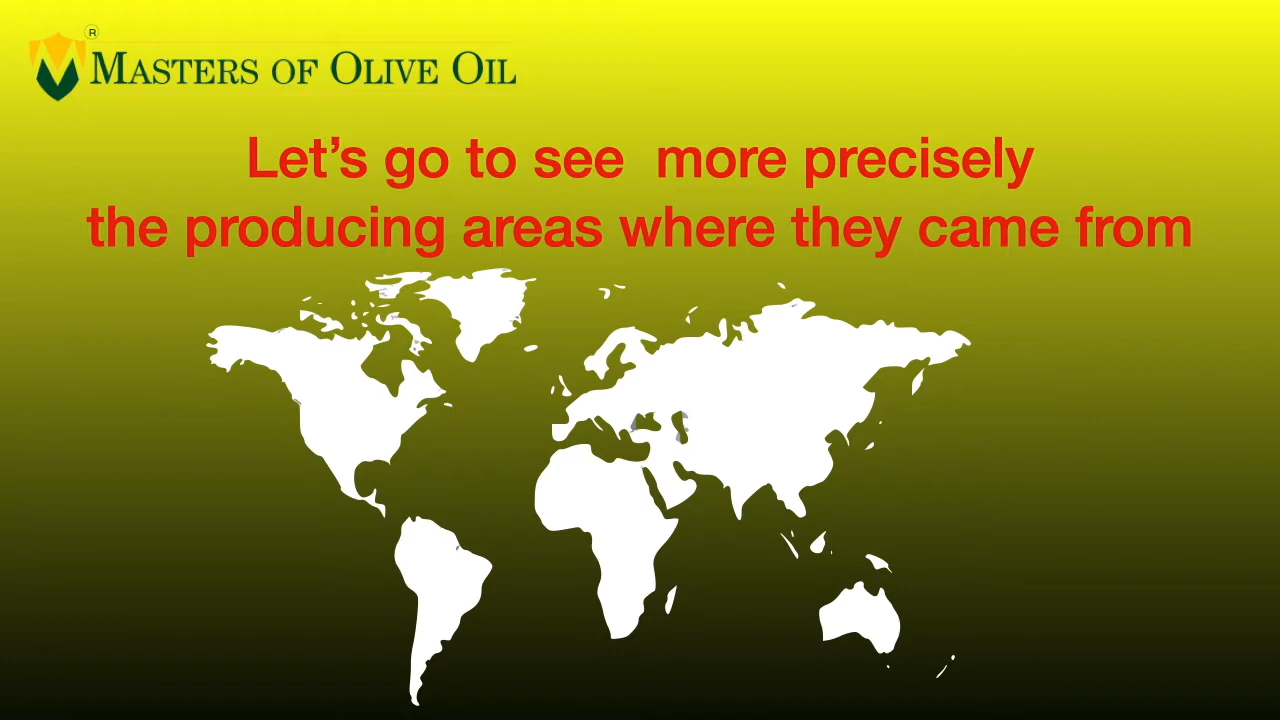 ®
MASTERS OF OLIVE OIL
Let’s go to see  more precisely
the producing areas where they came from